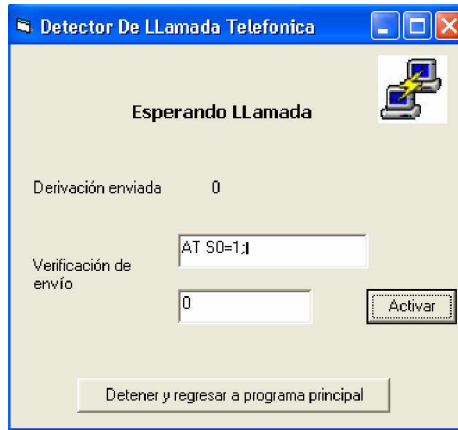 Detector De LLamada Telefonica
Esperando LLamada
Derivación enviada 0
AT S0=1;
Verificación de
envío
0
Activar
Detener y regresar a programa principal